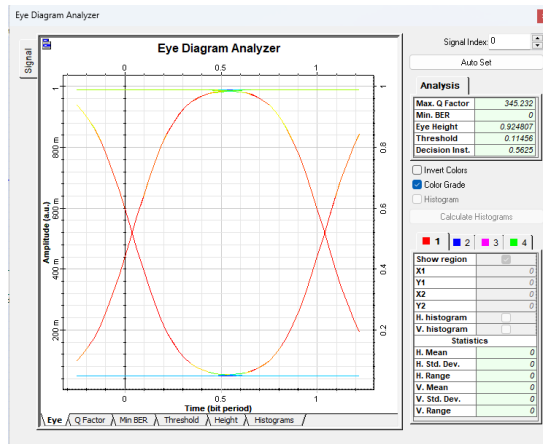 Eye Diagram Analyzer
Signal
Eye Diagram Analyzer
0 0.5 1
Amplitude (a.u.)
1
800 m
600 m
400 m
200 m
1
0.8
0.6
0.4
0.2
0 0.5 1
Time (bit period)
Eye Q Factor Min BER Threshold Height Histograms
Signal Index: 0
Auto Set
Analysis
Max. Q Factor 345.232
Min. BER 0
Eye Height 0.924807
Threshold 0.11456
Decision Inst. 0.5625
Invert Colors
Color Grade
Histogram
Calculate Histograms
1 2 3 4
Show region
X1 0
Y1 0
X2 0
Y2 0
H. histogram
V. histogram
Statistics
H. Mean 0
H. Std. Dev. 0
H. Range 0
V. Mean 0
V. Std. Dev. 0
V. Range 0